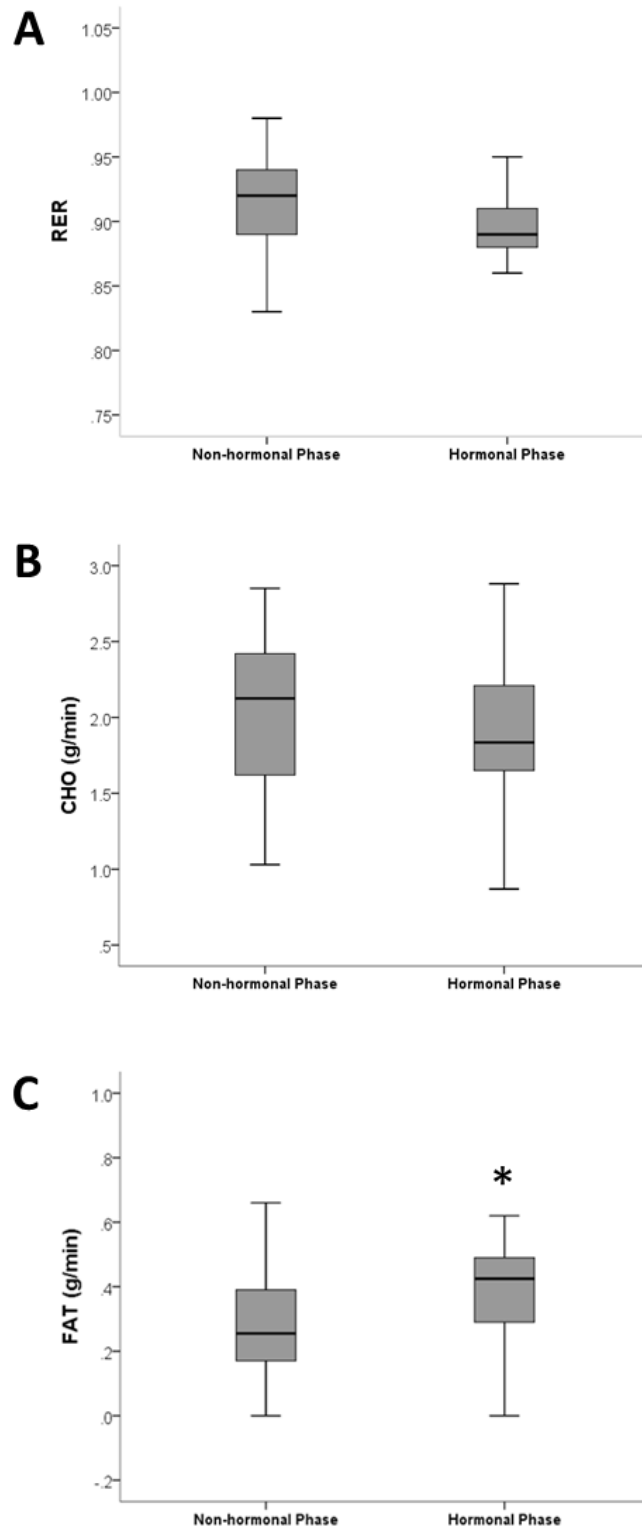 A
1.05
1.00
.95
.90
.85
.80
.75
RER
Non-hormonal Phase
Hormonal Phase
B
3.0
2.5
2.0
1.5
1.0
.5
CHO (g/min)
Non-hormonal Phase
Hormonal Phase
C
1.0
.8
.6
.4
.2
.0
-.2
FAT (g/min)
*
Non-hormonal Phase
Hormonal Phase